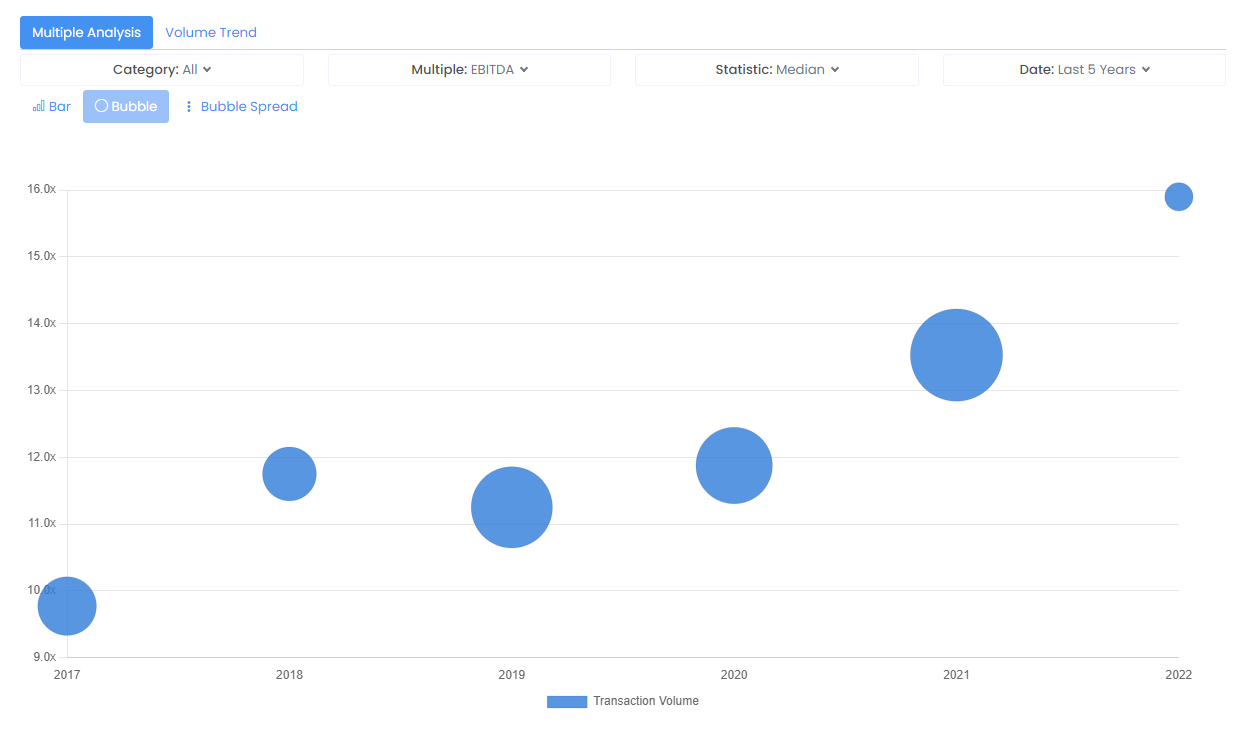 Multiple Analysis Volume Trend
Category: All Multiple: EBITDA Statistic: Median Date: Last 5 Years
Bar Bubble Bubble Spread
16.0x
15.0x
14.0x
13.0x
12.0x
11.0x
10.0x
9.0x
2017 2018 2019 2020 2021 2022
Transaction Volume